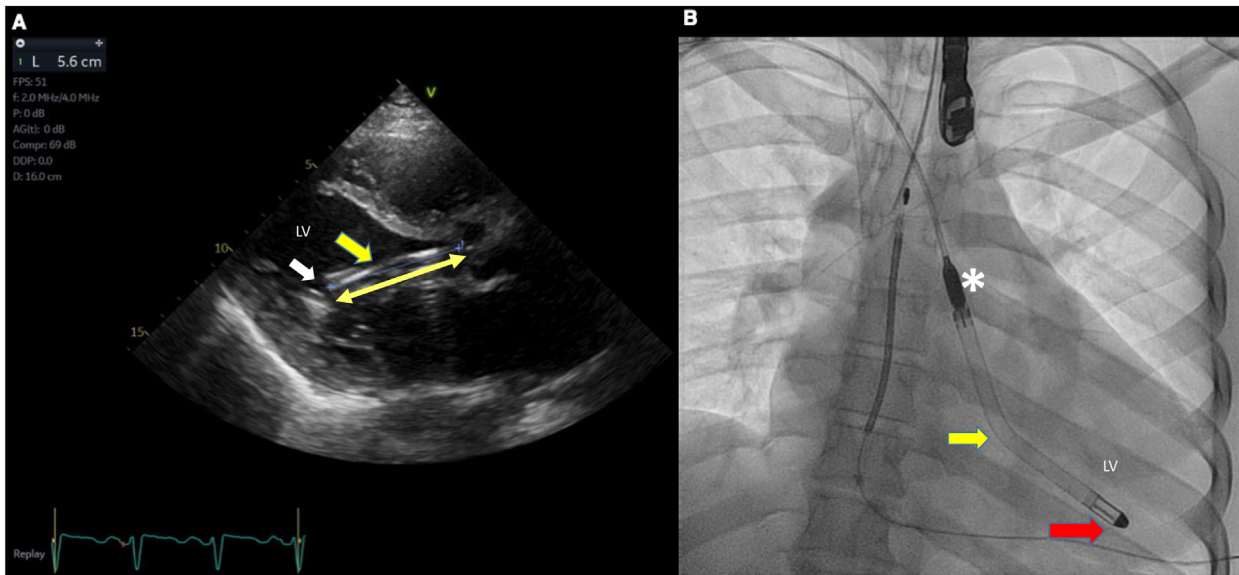 A
1 L 5.6 cm
FPS: 51
f: 2.0 MHz/4.0 MHz
P: 0 dB
AG(t): 0 dB
Compr: 69 dB
DDP: 0.0
D: 16.0 cm
V
5
LV
10
15
Replay
B
*
LV